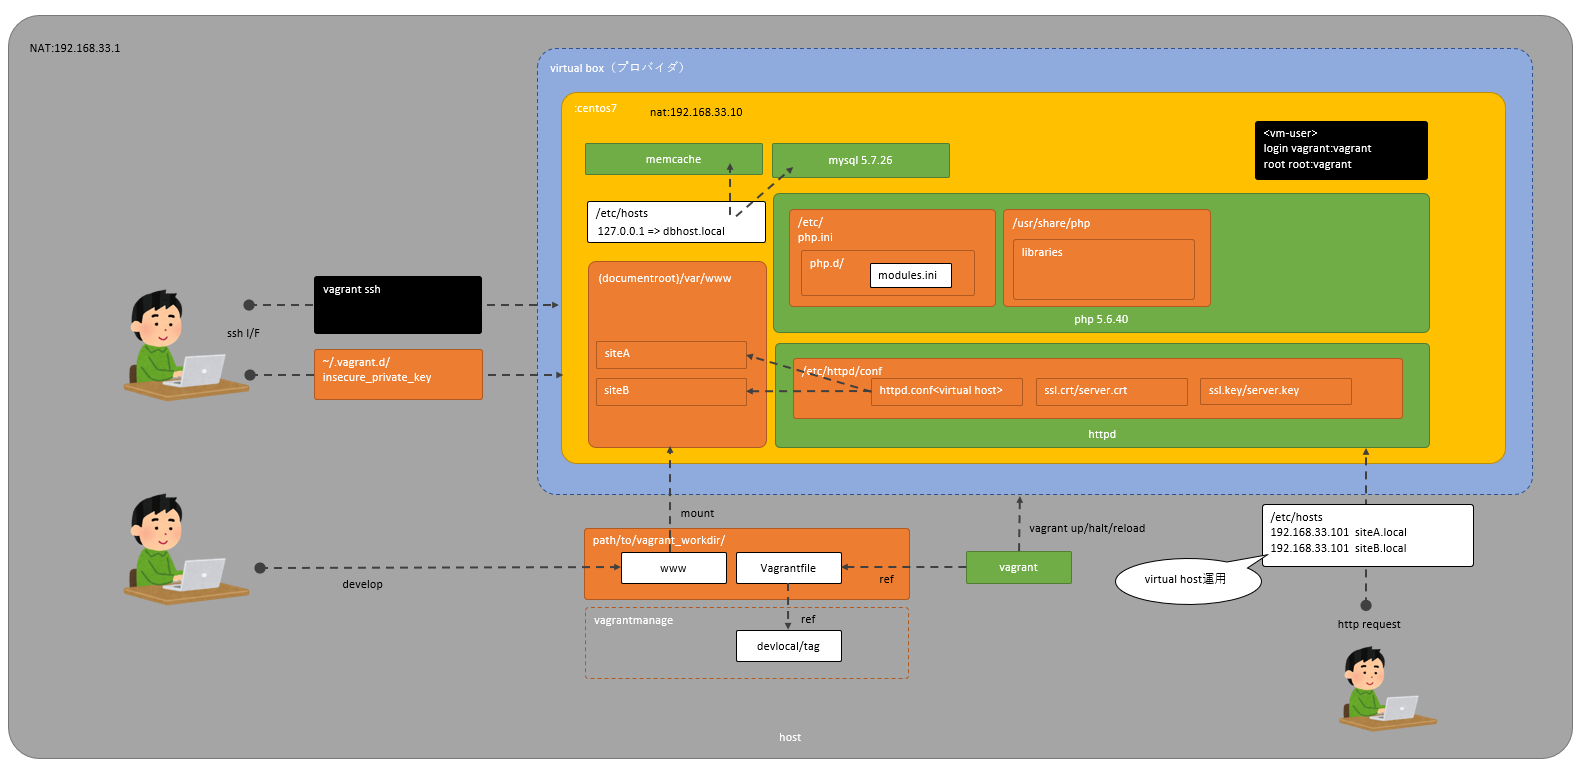 NAT:192.168.33.1
virtual box（プロバイダ）
:centos7
nat:192.168.33.10
<vm-user>
login vagrant:vagrant
root root:vagrant
memcache
mysql 5.7.26
/etc/hosts
127.0.0.1 => dbhost.local
/etc/
php.ini
php.d/
modules.ini
/usr/share/php
libraries
php 5.6.40
(documentroot)/var/www
siteA
siteB
/etc/httpd/conf
httpd.conf<virtual host>
ssl.crt/server.crt
ssl.key/server.key
httpd
vagrant ssh
ssh I/F
~/.vagrant.d/
insecure_private_key
mount
vagrant up/halt/reload
path/to/vagrant_workdir/
www
Vagrantfile
ref
vagrant
develop
vagrantmanage
ref
devlocal/tag
/etc/hosts
192.168.33.101 siteA.local
192.168.33.101 siteB.local
virtual host運用
http request
host